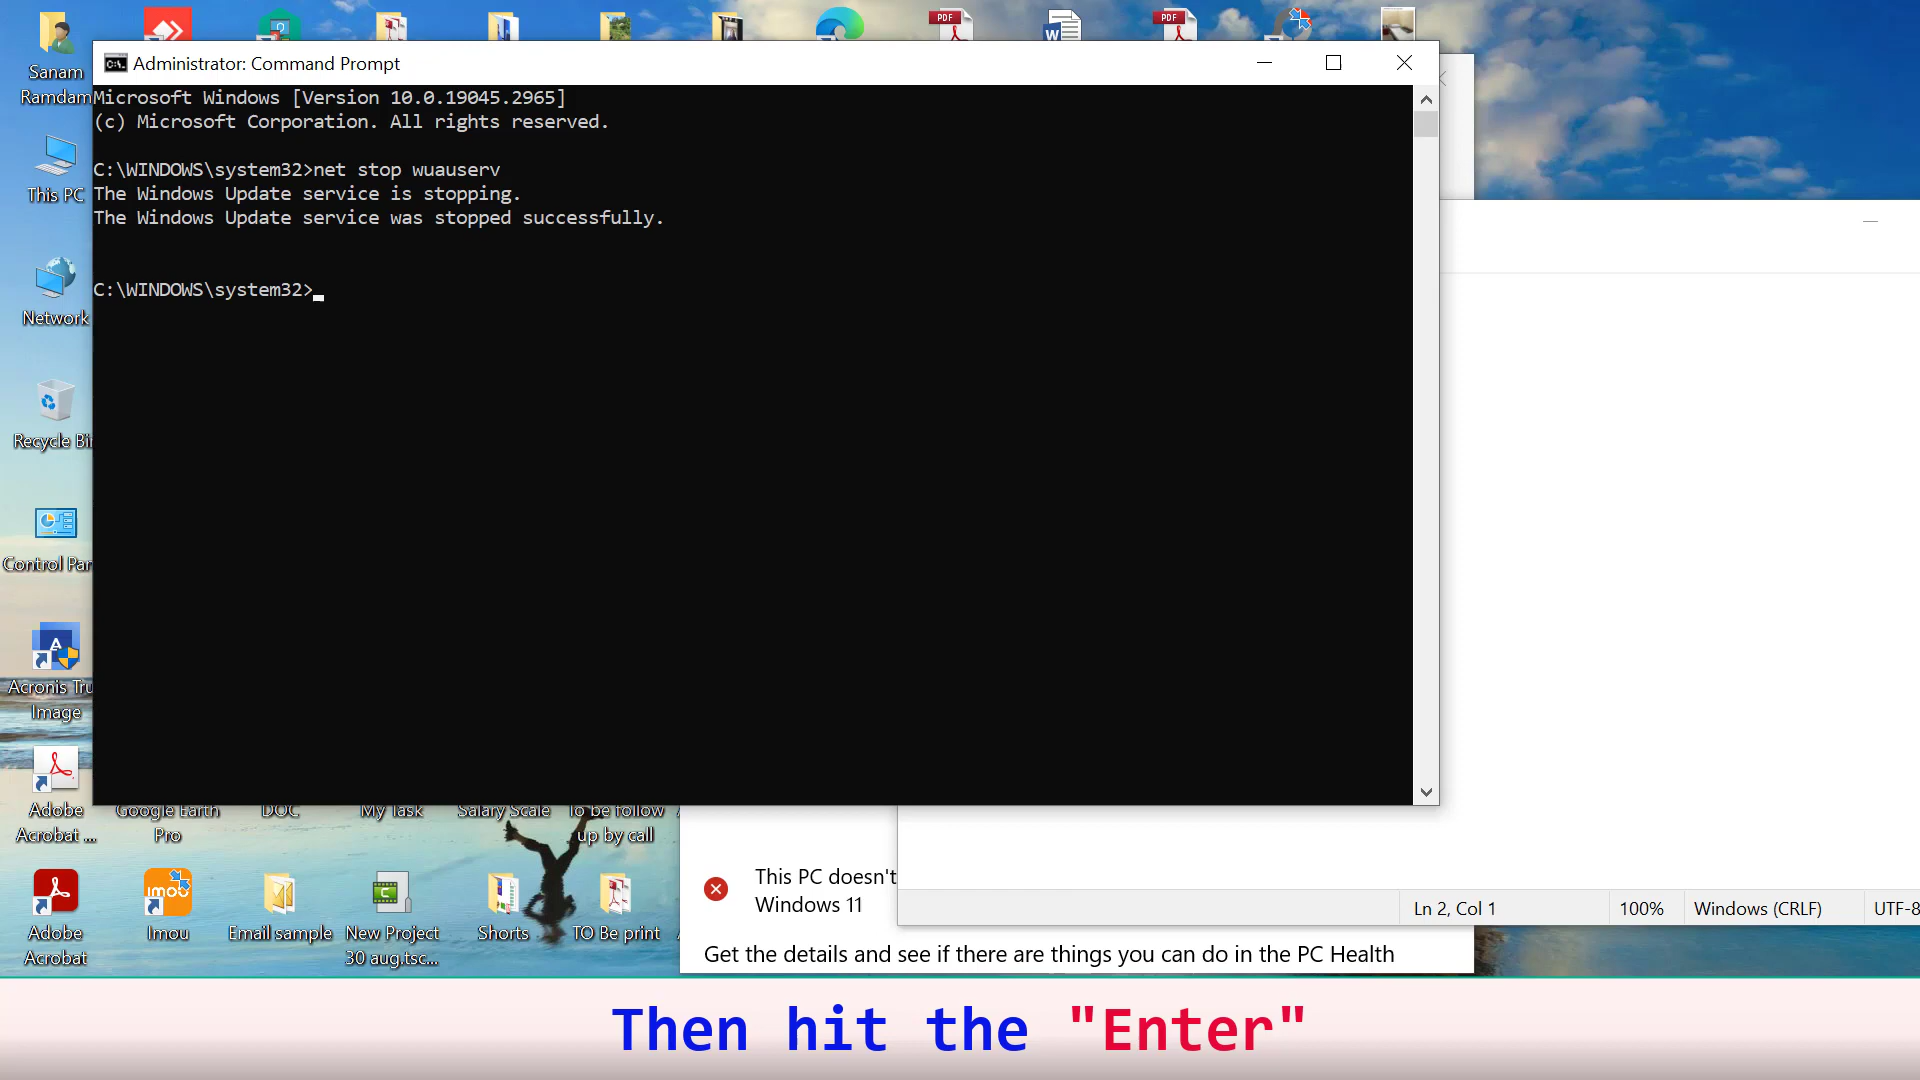 Sanam
Ramdam
Administrator: Command Prompt
Microsoft Windows [Version 10.0.19045.2965]
(c) Microsoft Corporation. All rights reserved.
C:\WINDOWS\system32>net stop wuauserv
The Windows Update service is stopping.
The Windows Update service was stopped successfully.
C:\WINDOWS\system32>
This PC
Network
Recycle Bi
Control Par
Acronis Tru
Image
Adobe
Acrobat ...
Google Earth
Pro
DOC
My Task
Salary Scale
To be follow
up by call
Adobe
Acrobat
imou
Imou
Email sample
New Project
30 aug.tsc...
Shorts
TO Be print
PDF
PDF
This PC doesn't
Windows 11
Get the details and see if there are things you can do in the PC Health
Ln 2, Col 1
100%
Windows (CRLF)
UTF-8
Then hit the "Enter"